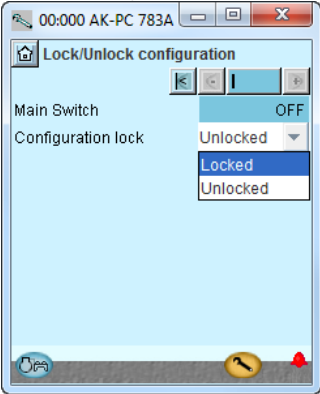 00:000 AK-PC 783A
Lock/Unlock configuration
Main Switch OFF
Configuration lock Unlocked
Locked
Unlocked